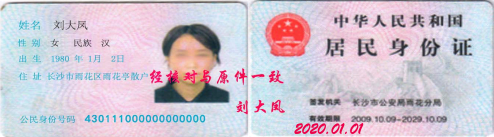 姓名 刘大凤
性别 女 民族 汉
出生 1980 年 1 月 2 日
住址 长沙市雨花区雨花亭散户
经核对与原件一致
刘大凤
公民身份号码 430111000000000000
中华人民共和国
居民身份证
签发机关 长沙市公安局雨花分局
有效期限 2009.10.09-2029.10.09
2020.01.01